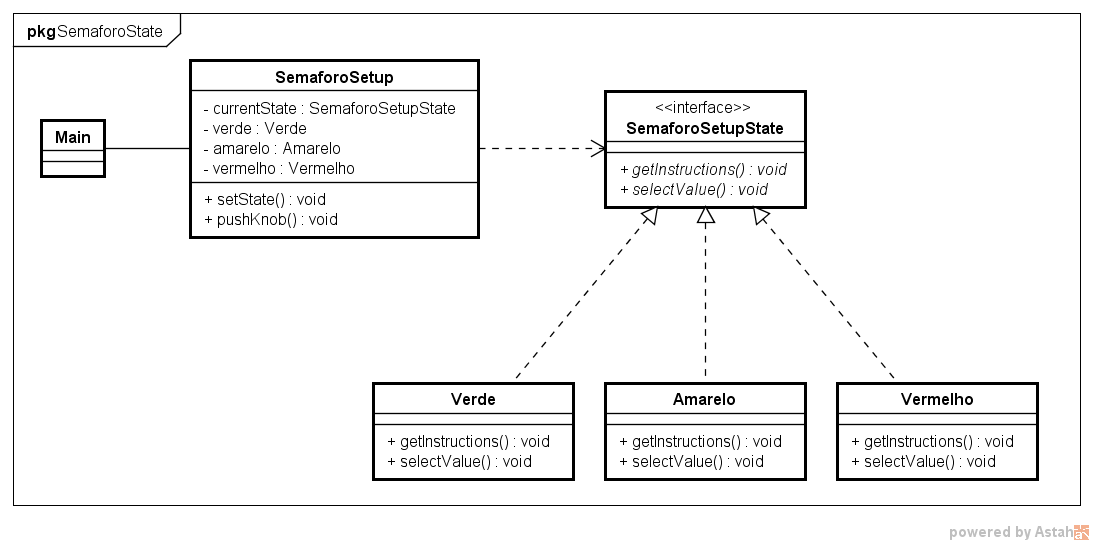 pkg SemaforoState
SemaforoSetup
- currentState : SemaforoSetupState
- verde : Verde
- amarelo : Amarelo
- vermelho : Vermelho
+ setState() : void
+ pushKnob() : void
Main
<<interface>>
SemaforoSetupState
+ getInstructions() : void
+ selectValue() : void
Verde
+ getInstructions() : void
+ selectValue() : void
Amarelo
+ getInstructions() : void
+ selectValue() : void
Vermelho
+ getInstructions() : void
+ selectValue() : void
powered by Astah